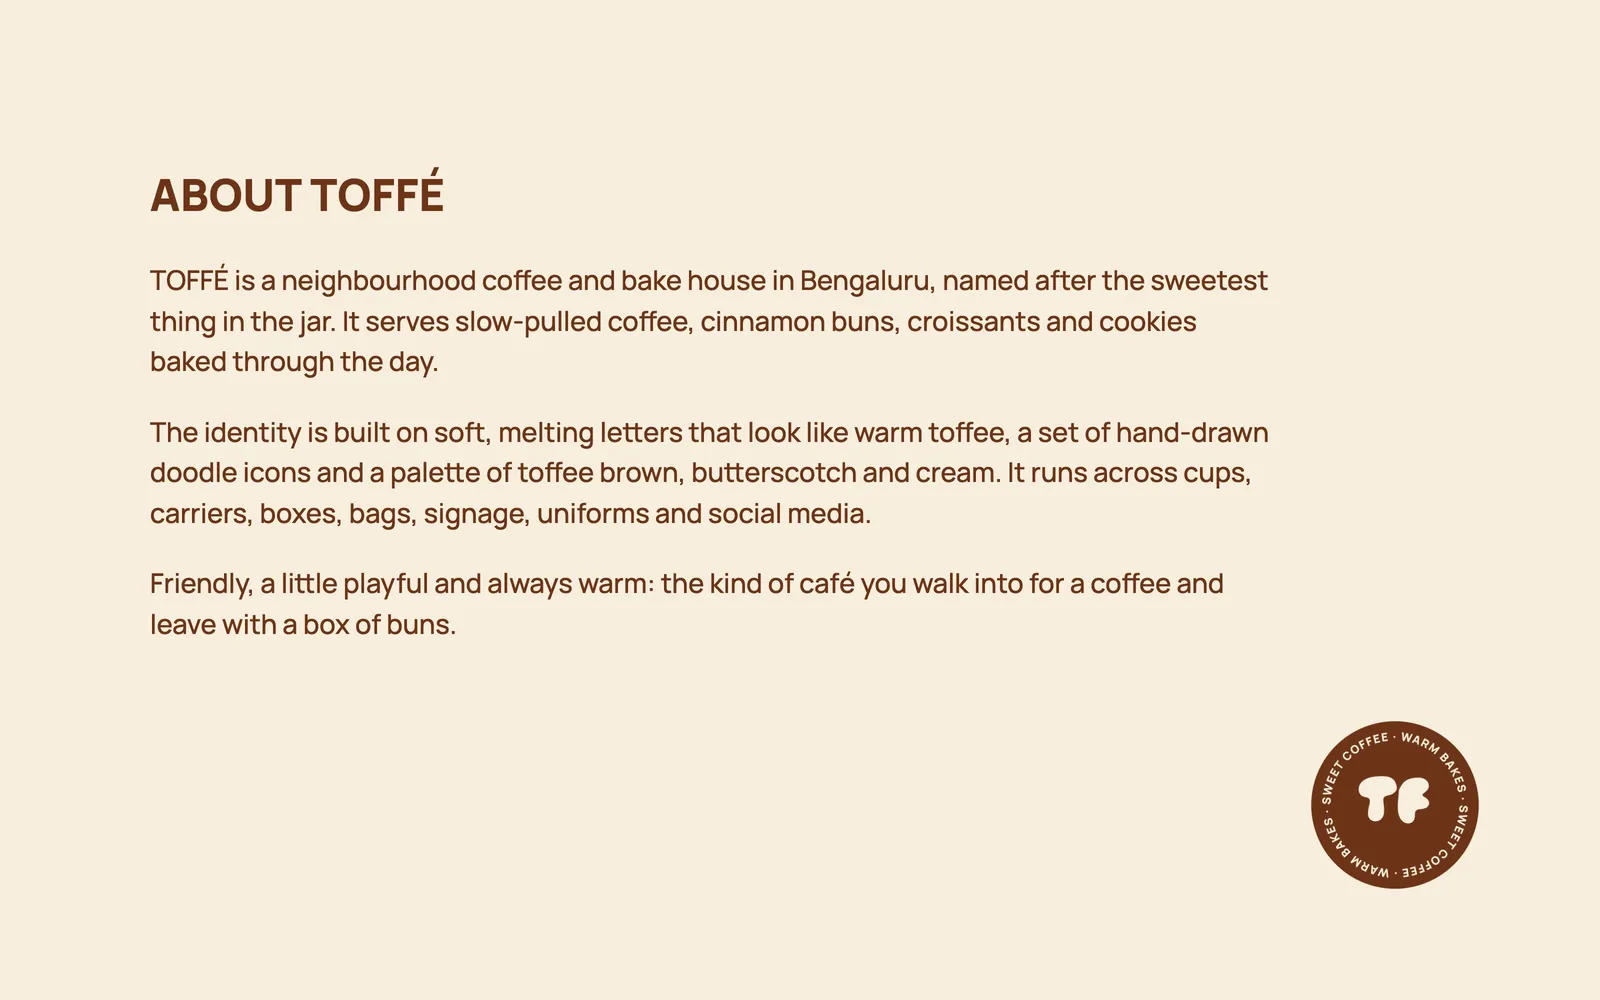 ABOUT TOFFÉ
TOFFÉ is a neighbourhood coffee and bake house in Bengaluru, named after the sweetest
thing in the jar. It serves slow-pulled coffee, cinnamon buns, croissants and cookies
baked through the day.
The identity is built on soft, melting letters that look like warm toffee, a set of hand-drawn
doodle icons and a palette of toffee brown, butterscotch and cream. It runs across cups,
carriers, boxes, bags, signage, uniforms and social media.
Friendly, a little playful and always warm: the kind of café you walk into for a coffee and
leave with a box of buns.
SWEET COFFEE · WARM BAKES · SWEET COFFEE · WARM BAKES ·
TF